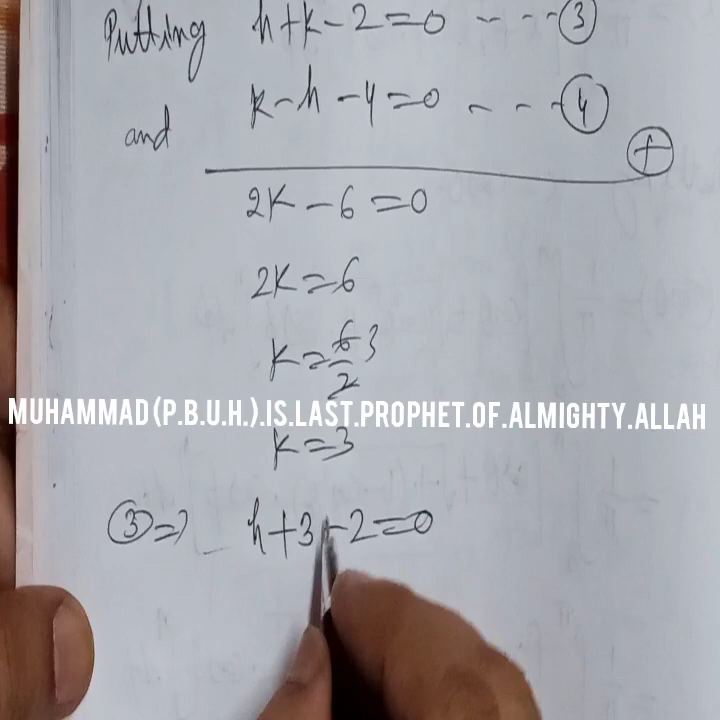 Putting h+k-2=0 ---③
and k-h-4=0 ---④
+
2k-6=0
2k=6
k=6/2 3
MUHAMMAD(P.B.U.H.).IS.LAST.PROPHET.OF.ALMIGHTY.ALLAH
k=3
③=> h+3-2=0